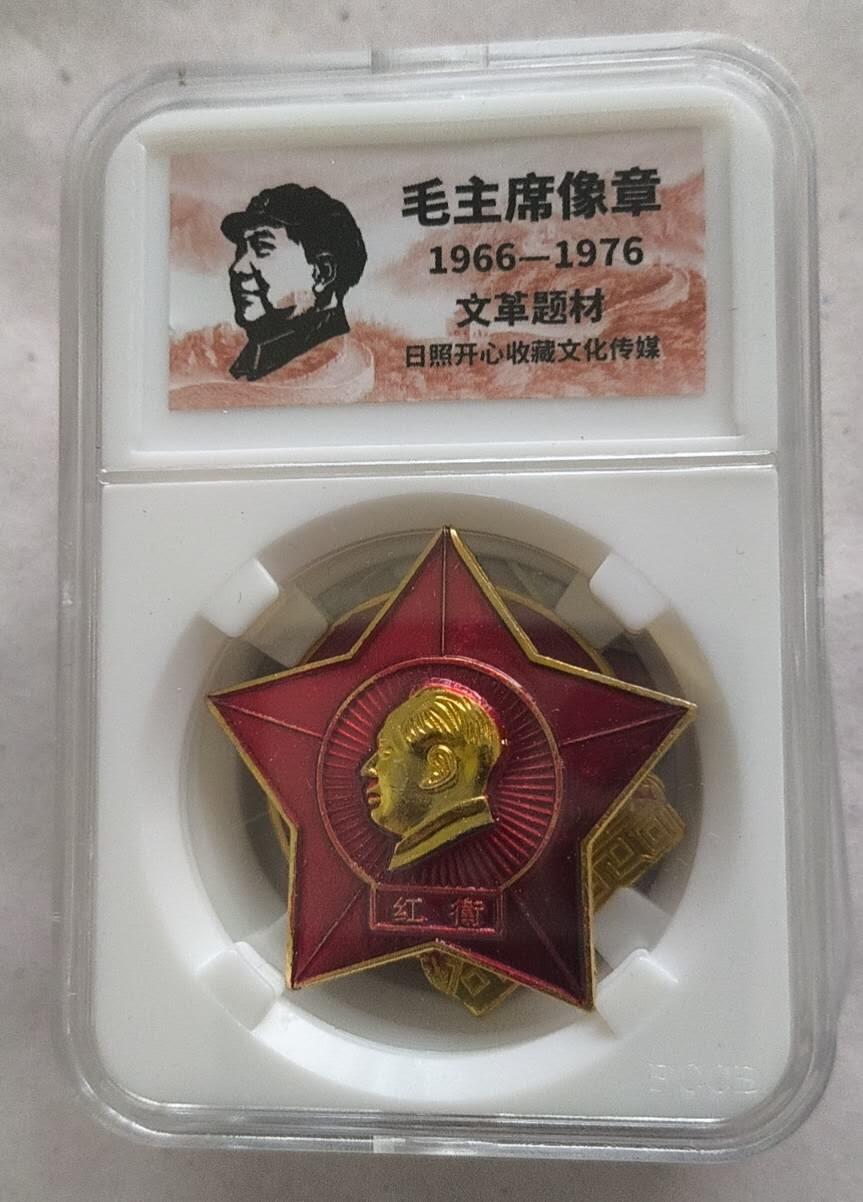 毛主席像章
1966—1976
文革题材
日照开心收藏文化传媒
红 衛